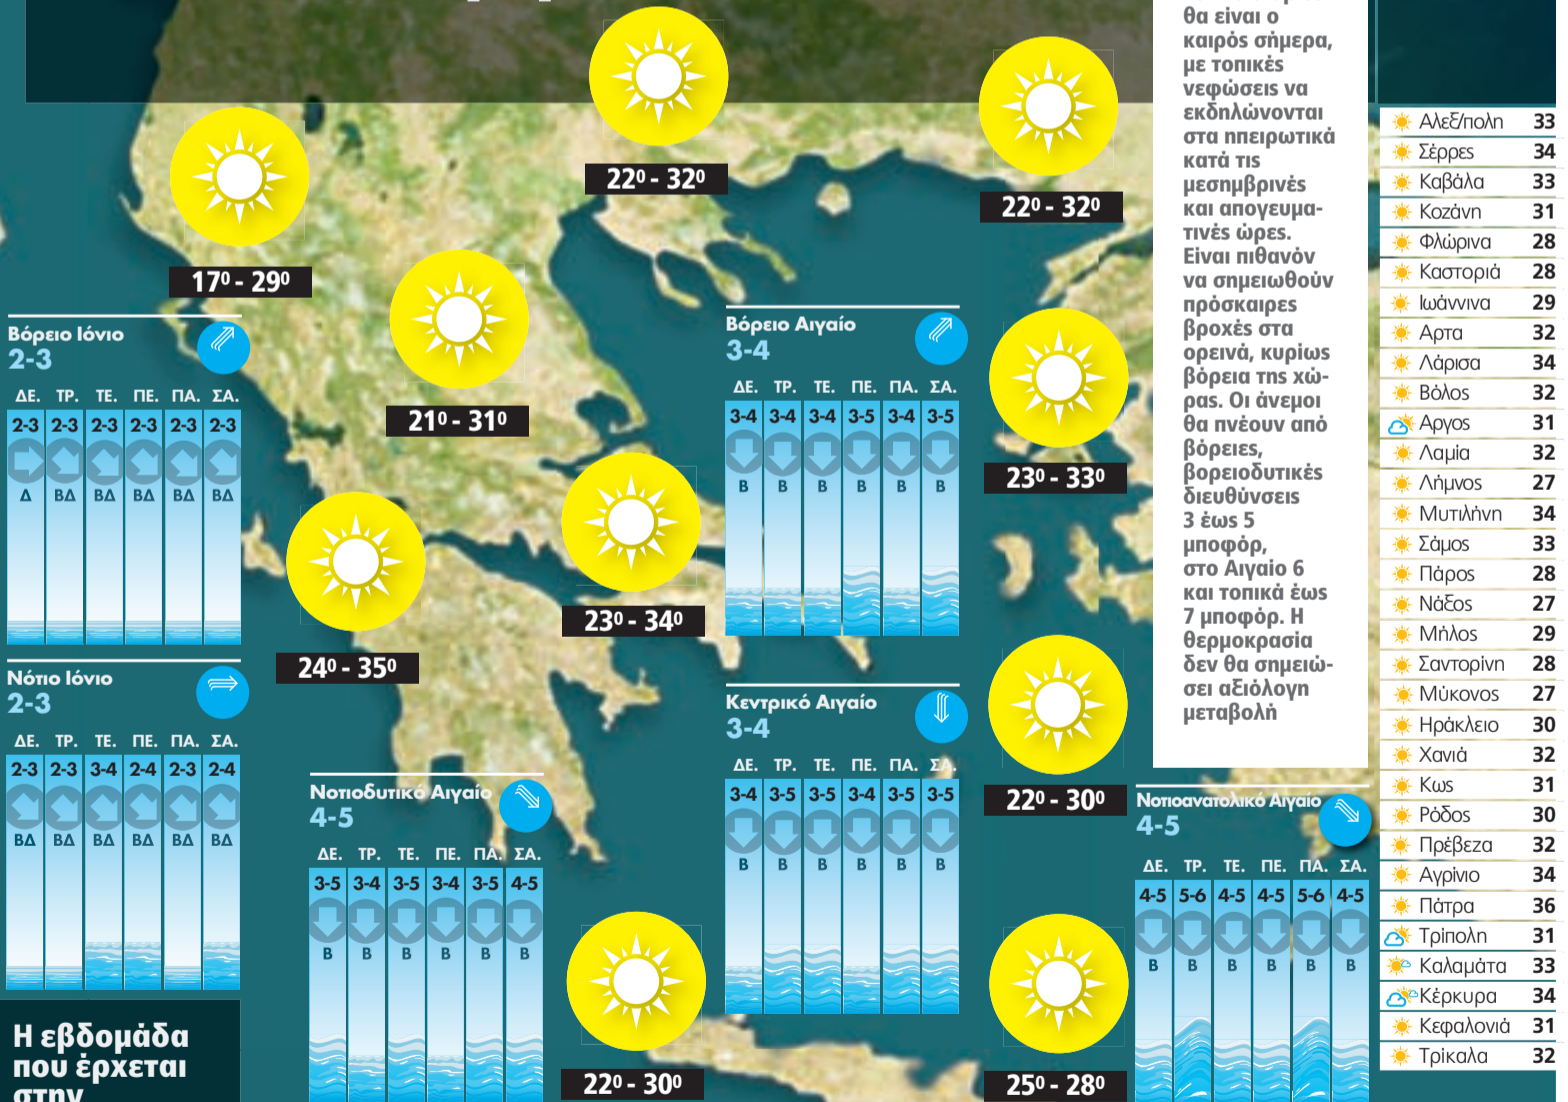 22⁰ - 32⁰
22⁰ - 32⁰
17⁰ - 29⁰
21⁰ - 31⁰
23⁰ - 33⁰
23⁰ - 34⁰
24⁰ - 35⁰
22⁰ - 30⁰
22⁰ - 30⁰
25⁰ - 28⁰
Βόρειο Ιόνιο
2-3
ΔΕ. ΤΡ. ΤΕ. ΠΕ. ΠΑ. ΣΑ.
2-3 2-3 2-3 2-3 2-3 2-3
Δ ΒΔ ΒΔ ΒΔ ΒΔ ΒΔ
Νότιο Ιόνιο
2-3
ΔΕ. ΤΡ. ΤΕ. ΠΕ. ΠΑ. ΣΑ.
2-3 2-3 3-4 2-4 2-3 2-4
ΒΔ ΒΔ ΒΔ ΒΔ ΒΔ ΒΔ
Η εβδομάδα
που έρχεται
στην
Νοτιοδυτικό Αιγαίο
4-5
ΔΕ. ΤΡ. ΤΕ. ΠΕ. ΠΑ. ΣΑ.
3-5 3-4 3-5 3-4 3-5 4-5
Β Β Β Β Β Β
Βόρειο Αιγαίο
3-4
ΔΕ. ΤΡ. ΤΕ. ΠΕ. ΠΑ. ΣΑ.
3-4 3-4 3-4 3-5 3-4 3-5
Β Β Β Β Β Β
Κεντρικό Αιγαίο
3-4
ΔΕ. ΤΡ. ΤΕ. ΠΕ. ΠΑ. ΣΑ.
3-4 3-5 3-5 3-4 3-5 3-5
Β Β Β Β Β Β
Νοτιοανατολικό Αιγαίο
4-5
ΔΕ. ΤΡ. ΤΕ. ΠΕ. ΠΑ. ΣΑ.
4-5 5-6 4-5 4-5 5-6 4-5
Β Β Β Β Β Β
θα είναι ο
καιρός σήμερα,
με τοπικές
νεφώσεις να
εκδηλώνονται
στα ηπειρωτικά
κατά τις
μεσημβρινές
και απογευμα-
τινές ώρες.
Είναι πιθανόν
να σημειωθούν
πρόσκαιρες
βροχές στα
ορεινά, κυρίως
βόρεια της χώ-
ρας. Οι άνεμοι
θα πνέουν από
βόρειες,
βορειοδυτικές
διευθύνσεις
3 έως 5
μποφόρ,
στο Αιγαίο 6
και τοπικά έως
7 μποφόρ. Η
θερμοκρασία
δεν θα σημειώ-
σει αξιόλογη
μεταβολή
Αλεξ/πολη 33
Σέρρες 34
Καβάλα 33
Κοζάνη 31
Φλώρινα 28
Καστοριά 28
Ιωάννινα 29
Αρτα 32
Λάρισα 34
Βόλος 32
Αργος 31
Λαμία 32
Λήμνος 27
Μυτιλήνη 34
Σάμος 33
Πάρος 28
Νάξος 27
Μήλος 29
Σαντορίνη 28
Μύκονος 27
Ηράκλειο 30
Χανιά 32
Κως 31
Ρόδος 30
Πρέβεζα 32
Αγρίνιο 34
Πάτρα 36
Τρίπολη 31
Καλαμάτα 33
Κέρκυρα 34
Κεφαλονιά 31
Τρίκαλα 32